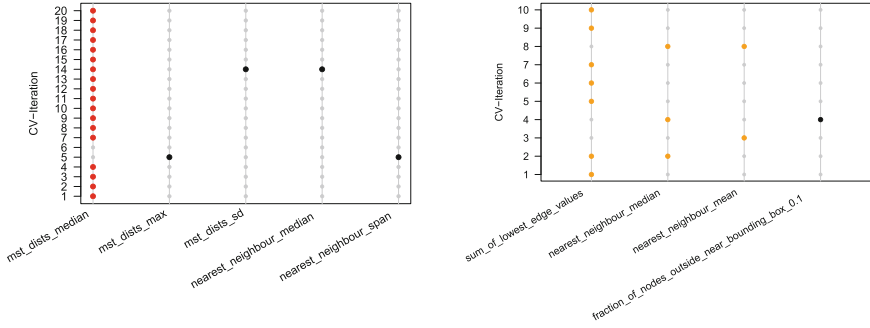 20
19
18
17
16
15
14
13
12
11
10
9
8
7
6
5
4
3
2
1
CV−Iteration
mst_dists_median
mst_dists_max
mst_dists_sd
nearest_neighbour_median
nearest_neighbour_span
10
9
8
7
6
5
4
3
2
1
CV−Iteration
sum_of_lowest_edge_values
nearest_neighbour_median
nearest_neighbour_mean
fraction_of_nodes_outside_near_bounding_box_0.1